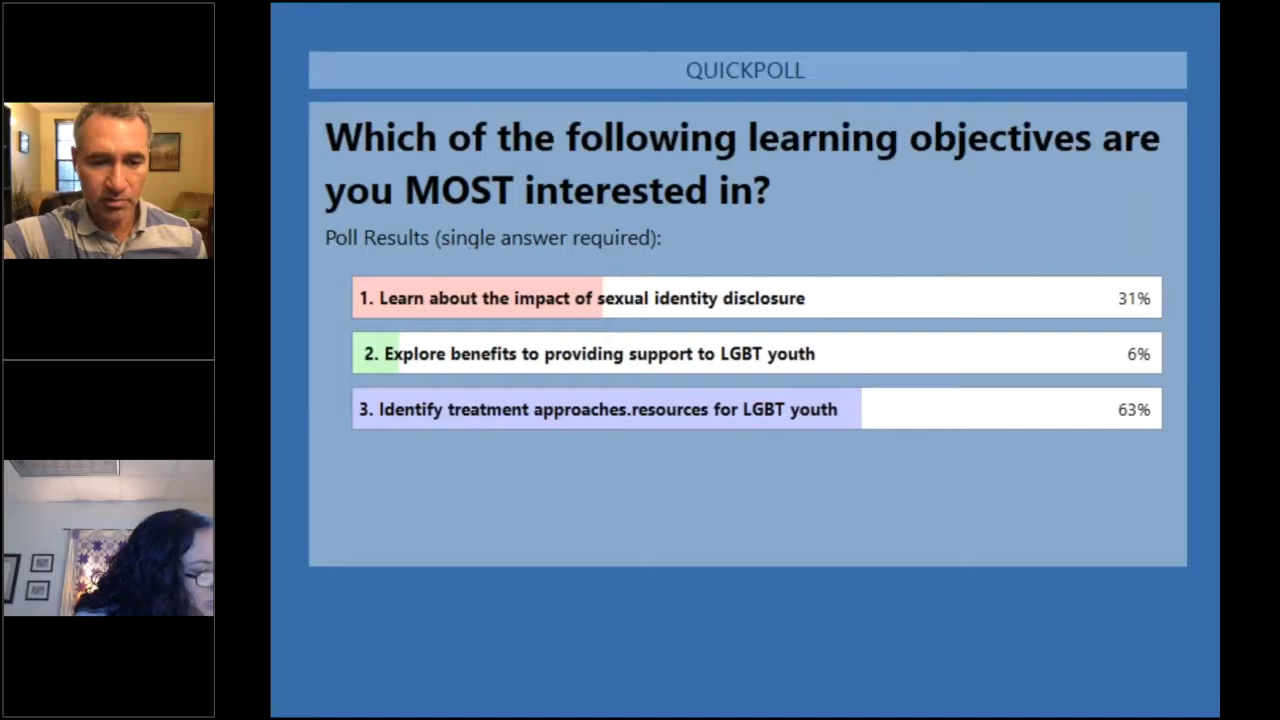 QUICKPOLL
Which of the following learning objectives are
you MOST interested in?
Poll Results (single answer required):
1. Learn about the impact of sexual identity disclosure 31%
2. Explore benefits to providing support to LGBT youth 6%
3. Identify treatment approaches.resources for LGBT youth 63%